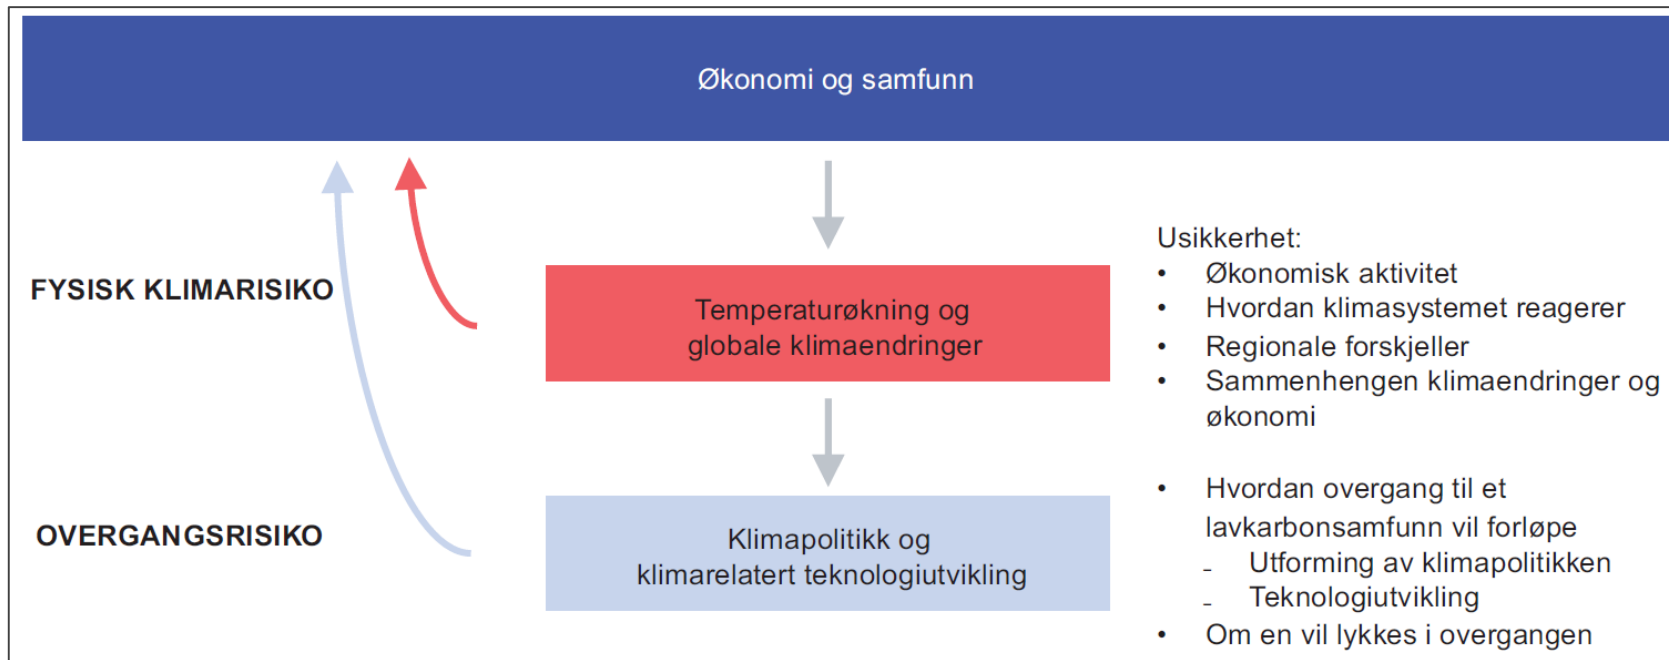 Økonomi og samfunn
FYSISK KLIMARISIKO
Temperaturøkning og
globale klimaendringer
Usikkerhet:
• Økonomisk aktivitet
• Hvordan klimasystemet reagerer
• Regionale forskjeller
• Sammenhengen klimaendringer og
økonomi
OVERGANGSRISIKO
Klimapolitikk og
klimarelatert teknologiutvikling
• Hvordan overgang til et
lavkarbonsamfunn vil forløpe
- Utforming av klimapolitikken
- Teknologiutvikling
• Om en vil lykkes i overgangen